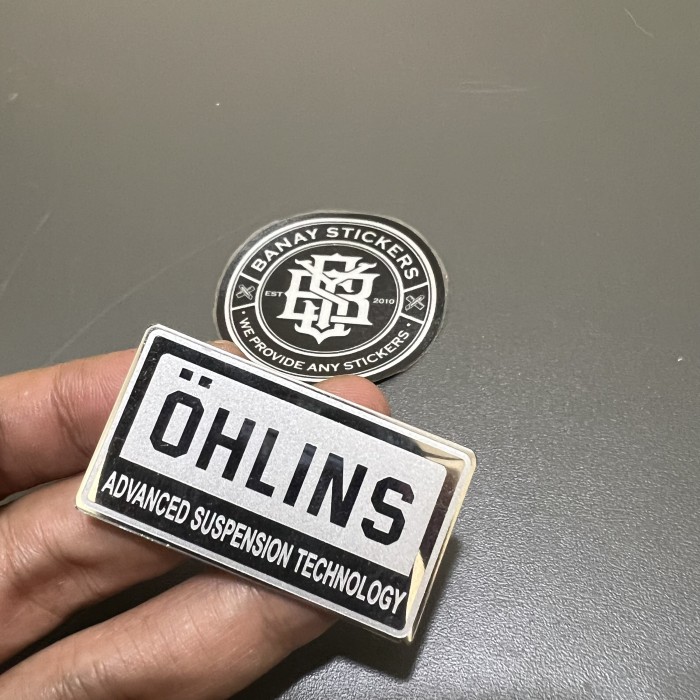 BANAY STICKERS
EST 2010
• WE PROVIDE ANY STICKERS •
ÖHLINS
ADVANCED SUSPENSION TECHNOLOGY